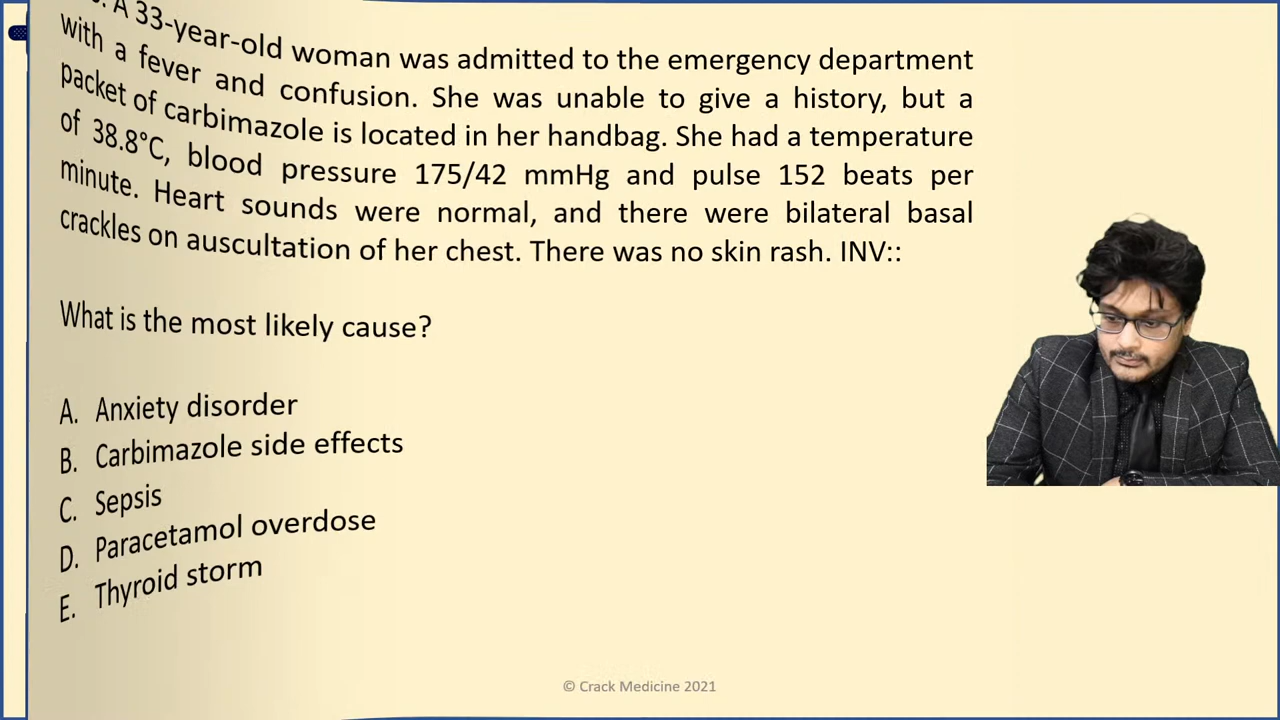 . A 33-year-old woman was admitted to the emergency department
with a fever and confusion. She was unable to give a history, but a
packet of carbimazole is located in her handbag. She had a temperature
of 38.8°C, blood pressure 175/42 mmHg and pulse 152 beats per
minute. Heart sounds were normal, and there were bilateral basal
crackles on auscultation of her chest. There was no skin rash. INV::
What is the most likely cause?
A. Anxiety disorder
B. Carbimazole side effects
C. Sepsis
D. Paracetamol overdose
E. Thyroid storm
© Crack Medicine 2021